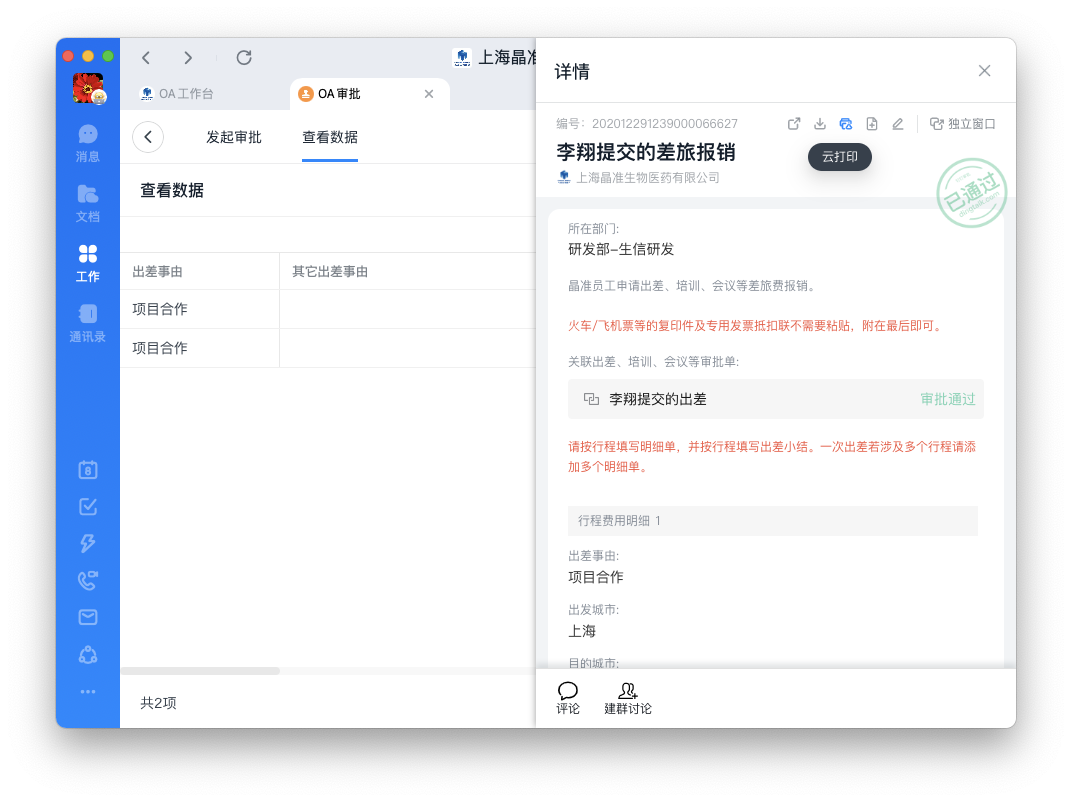 上海晶准
OA 工作台
OA 审批
消息
文档
工作
通讯录
8
发起审批
查看数据
查看数据
出差事由
其它出差事由
项目合作
项目合作
共2项
详情
编号: 202012291239000066627
独立窗口
李翔提交的差旅报销
云打印
上海晶准生物医药有限公司
已通过
dingtalk.com
所在部门:
研发部-生信研发
晶准员工申请出差、培训、会议等差旅费报销。
火车/飞机票等的复印件及专用发票抵扣联不需要粘贴，附在最后即可。
关联出差、培训、会议等审批单:
李翔提交的出差
审批通过
请按行程填写明细单，并按行程填写出差小结。一次出差若涉及多个行程请添
加多个明细单。
行程费用明细 1
出差事由:
项目合作
出发城市:
上海
目的城市:
评论
建群讨论